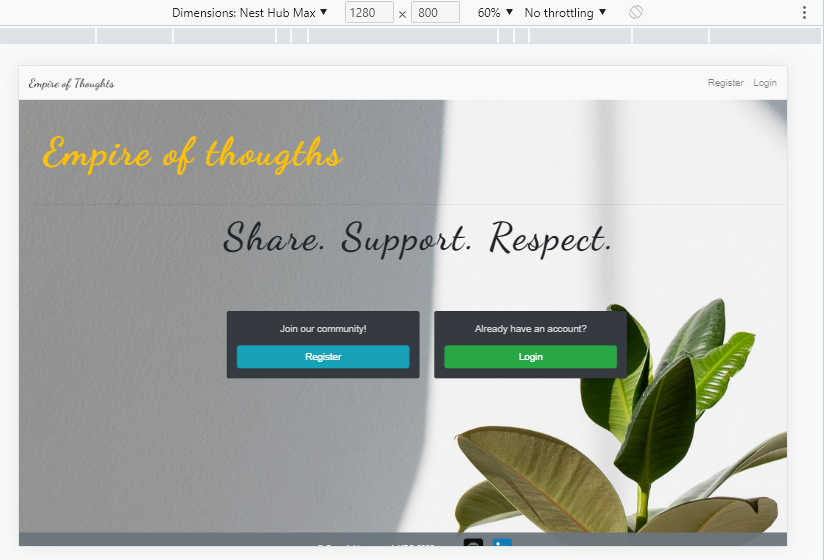 Dimensions: Nest Hub Max ▼ 1280 × 800 60% ▼ No throttling ▼
Empire of Thoughts Register Login
Empire of thougths
Share. Support. Respect.
Join our community! Already have an account?
Register Login